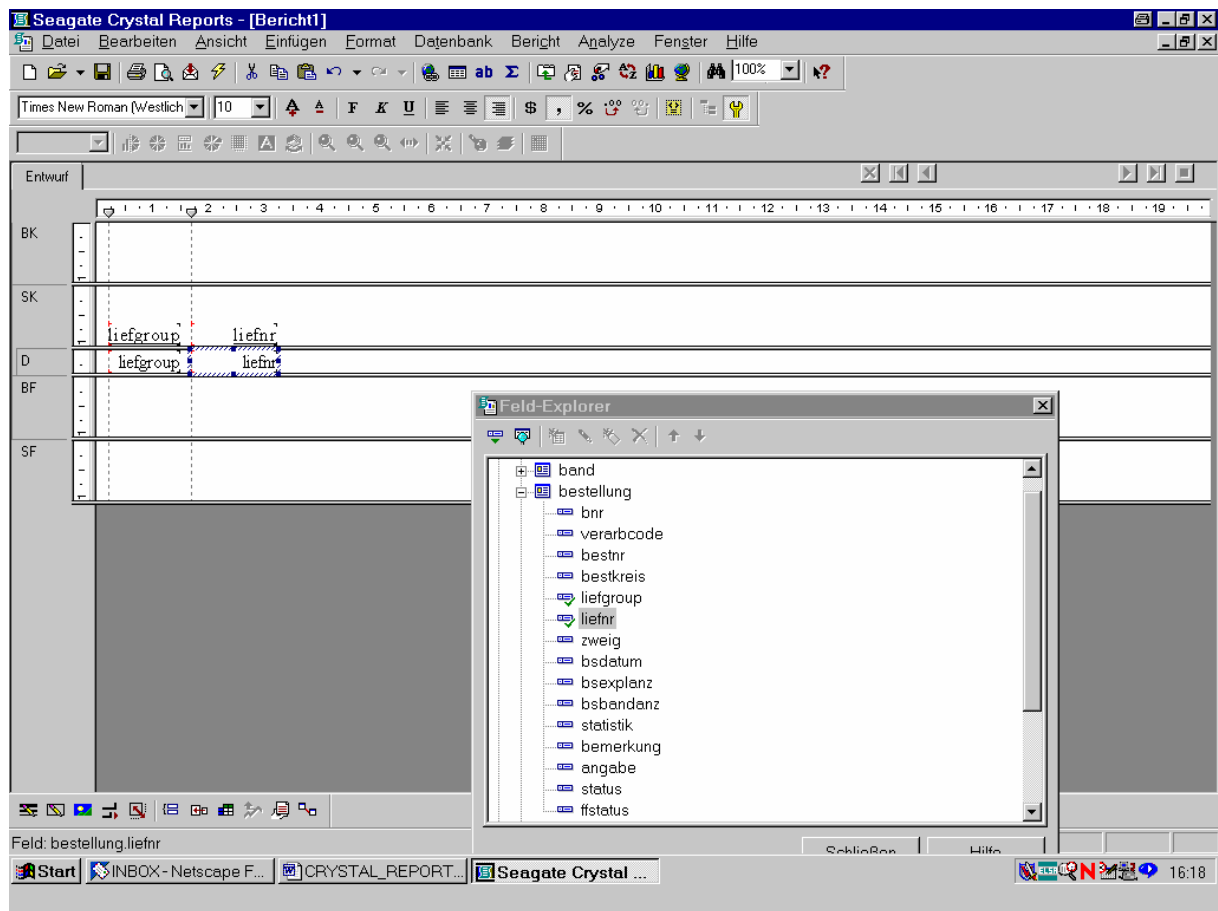 Seagate Crystal Reports - [Bericht1]
Datei Bearbeiten Ansicht Einfügen Format Datenbank Bericht Analyze Fenster Hilfe
ab Σ 100%
Times New Roman (Westlich 10 F K U $ , %
Entwurf
1 2 3 4 5 6 7 8 9 10 11 12 13 14 15 16 17 18 19
BK
SK
liefgroup liefnr
D liefgroup liefnr
BF
SF
Feld-Explorer
band
bestellung
bnr
verarbcode
bestnr
bestkreis
liefgroup
liefnr
zweig
bsdatum
bsexplanz
bsbandanz
statistik
bemerkung
angabe
status
ffstatus
Schließen Hilfe
Feld: bestellung.liefnr
Start INBOX - Netscape F... CRYSTAL_REPORT... Seagate Crystal ... 16:18